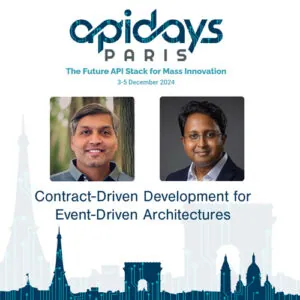 apidays
PARIS
The Future API Stack for Mass Innovation
3-5 December 2024
Contract-Driven Development for
Event-Driven Architectures